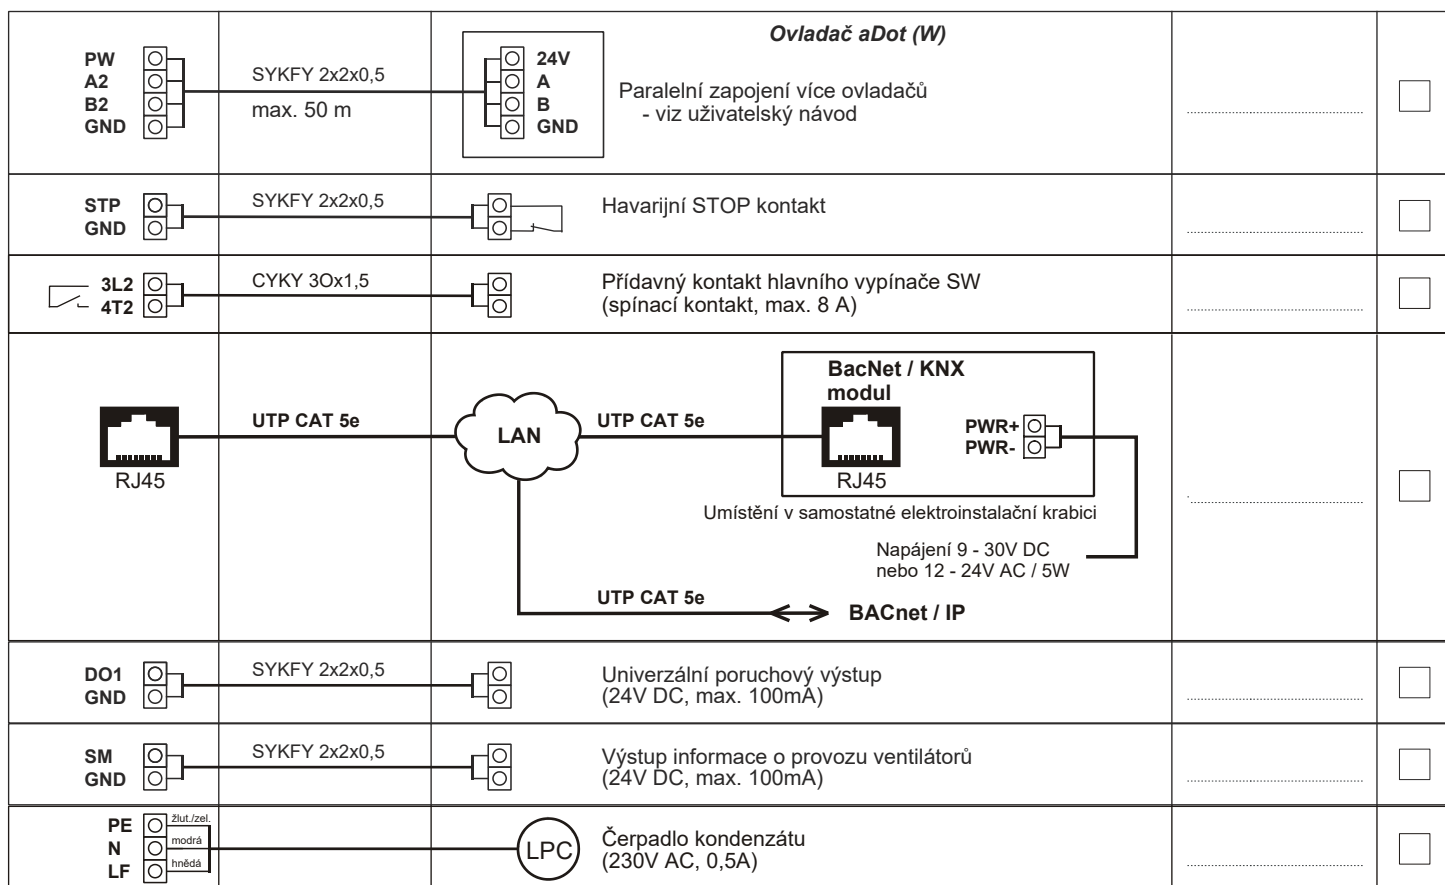 Ovladač aDot (W)
PW
A2
B2
GND
SYKFY 2x2x0,5
max. 50 m
24V
A
B
GND
Paralelní zapojení více ovladačů
- viz uživatelský návod
STP
GND
SYKFY 2x2x0,5
Havarijní STOP kontakt
3L2
4T2
CYKY 3Ox1,5
Přídavný kontakt hlavního vypínače SW
(spínací kontakt, max. 8 A)
RJ45
UTP CAT 5e
LAN
UTP CAT 5e
BacNet / KNX
modul
RJ45
PWR+
PWR-
Umístění v samostatné elektroinstalační krabici
Napájení 9 - 30V DC
nebo 12 - 24V AC / 5W
UTP CAT 5e
BACnet / IP
DO1
GND
SYKFY 2x2x0,5
Univerzální poruchový výstup
(24V DC, max. 100mA)
SM
GND
SYKFY 2x2x0,5
Výstup informace o provozu ventilátorů
(24V DC, max. 100mA)
PE
N
LF
žlut./zel.
modrá
hnědá
LPC
Čerpadlo kondenzátu
(230V AC, 0,5A)